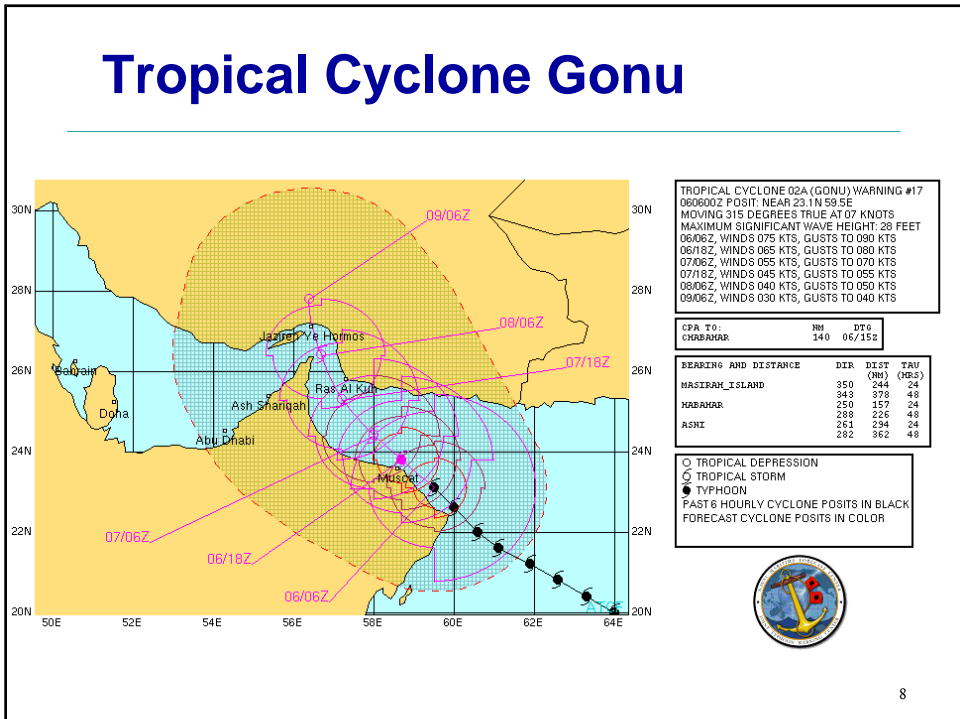 Tropical Cyclone Gonu
30N
28N
26N
24N
22N
20N
50E
52E
54E
56E
58E
60E
62E
64E
30N
28N
26N
24N
22N
20N
09/06Z
08/06Z
07/18Z
07/06Z
06/18Z
06/06Z
Jazireh Ye Hormos
Bahrain
Doha
Ras Al Kuh
Ash Shariqah
Abu Dhabi
Muscat
TROPICAL CYCLONE 02A (GONU) WARNING #17
060600Z POSIT: NEAR 23.1N 59.5E
MOVING 315 DEGREES TRUE AT 07 KNOTS
MAXIMUM SIGNIFICANT WAVE HEIGHT: 28 FEET
06/06Z, WINDS 075 KTS, GUSTS TO 090 KTS
06/18Z, WINDS 065 KTS, GUSTS TO 080 KTS
07/06Z, WINDS 055 KTS, GUSTS TO 070 KTS
07/18Z, WINDS 045 KTS, GUSTS TO 055 KTS
08/06Z, WINDS 040 KTS, GUSTS TO 050 KTS
09/06Z, WINDS 030 KTS, GUSTS TO 040 KTS
CPA TO: NM DTG
CHABAHAR 140 06/15Z
BEARING AND DISTANCE DIR DIST TAU
(NM) (HRS)
MASIRAH_ISLAND 350 244 24
343 378 48
HABAHAR 250 157 24
288 226 48
ASNI 261 294 24
282 362 48
TROPICAL DEPRESSION
TROPICAL STORM
TYPHOON
PAST 6 HOURLY CYCLONE POSITS IN BLACK
FORECAST CYCLONE POSITS IN COLOR
8